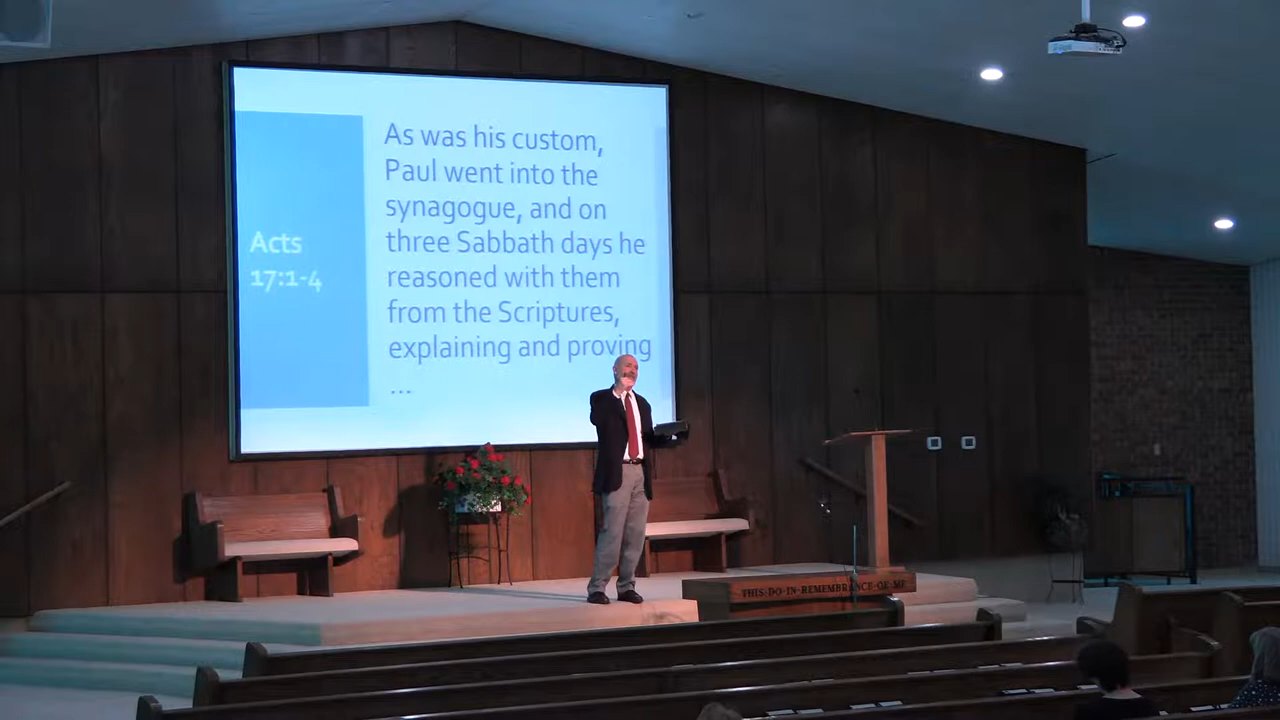 Acts
17:1-4
As was his custom,
Paul went into the
synagogue, and on
three Sabbath days he
reasoned with them
from the Scriptures,
explaining and proving
...
THIS·DO·IN·REMEMBRANCE·OF·ME